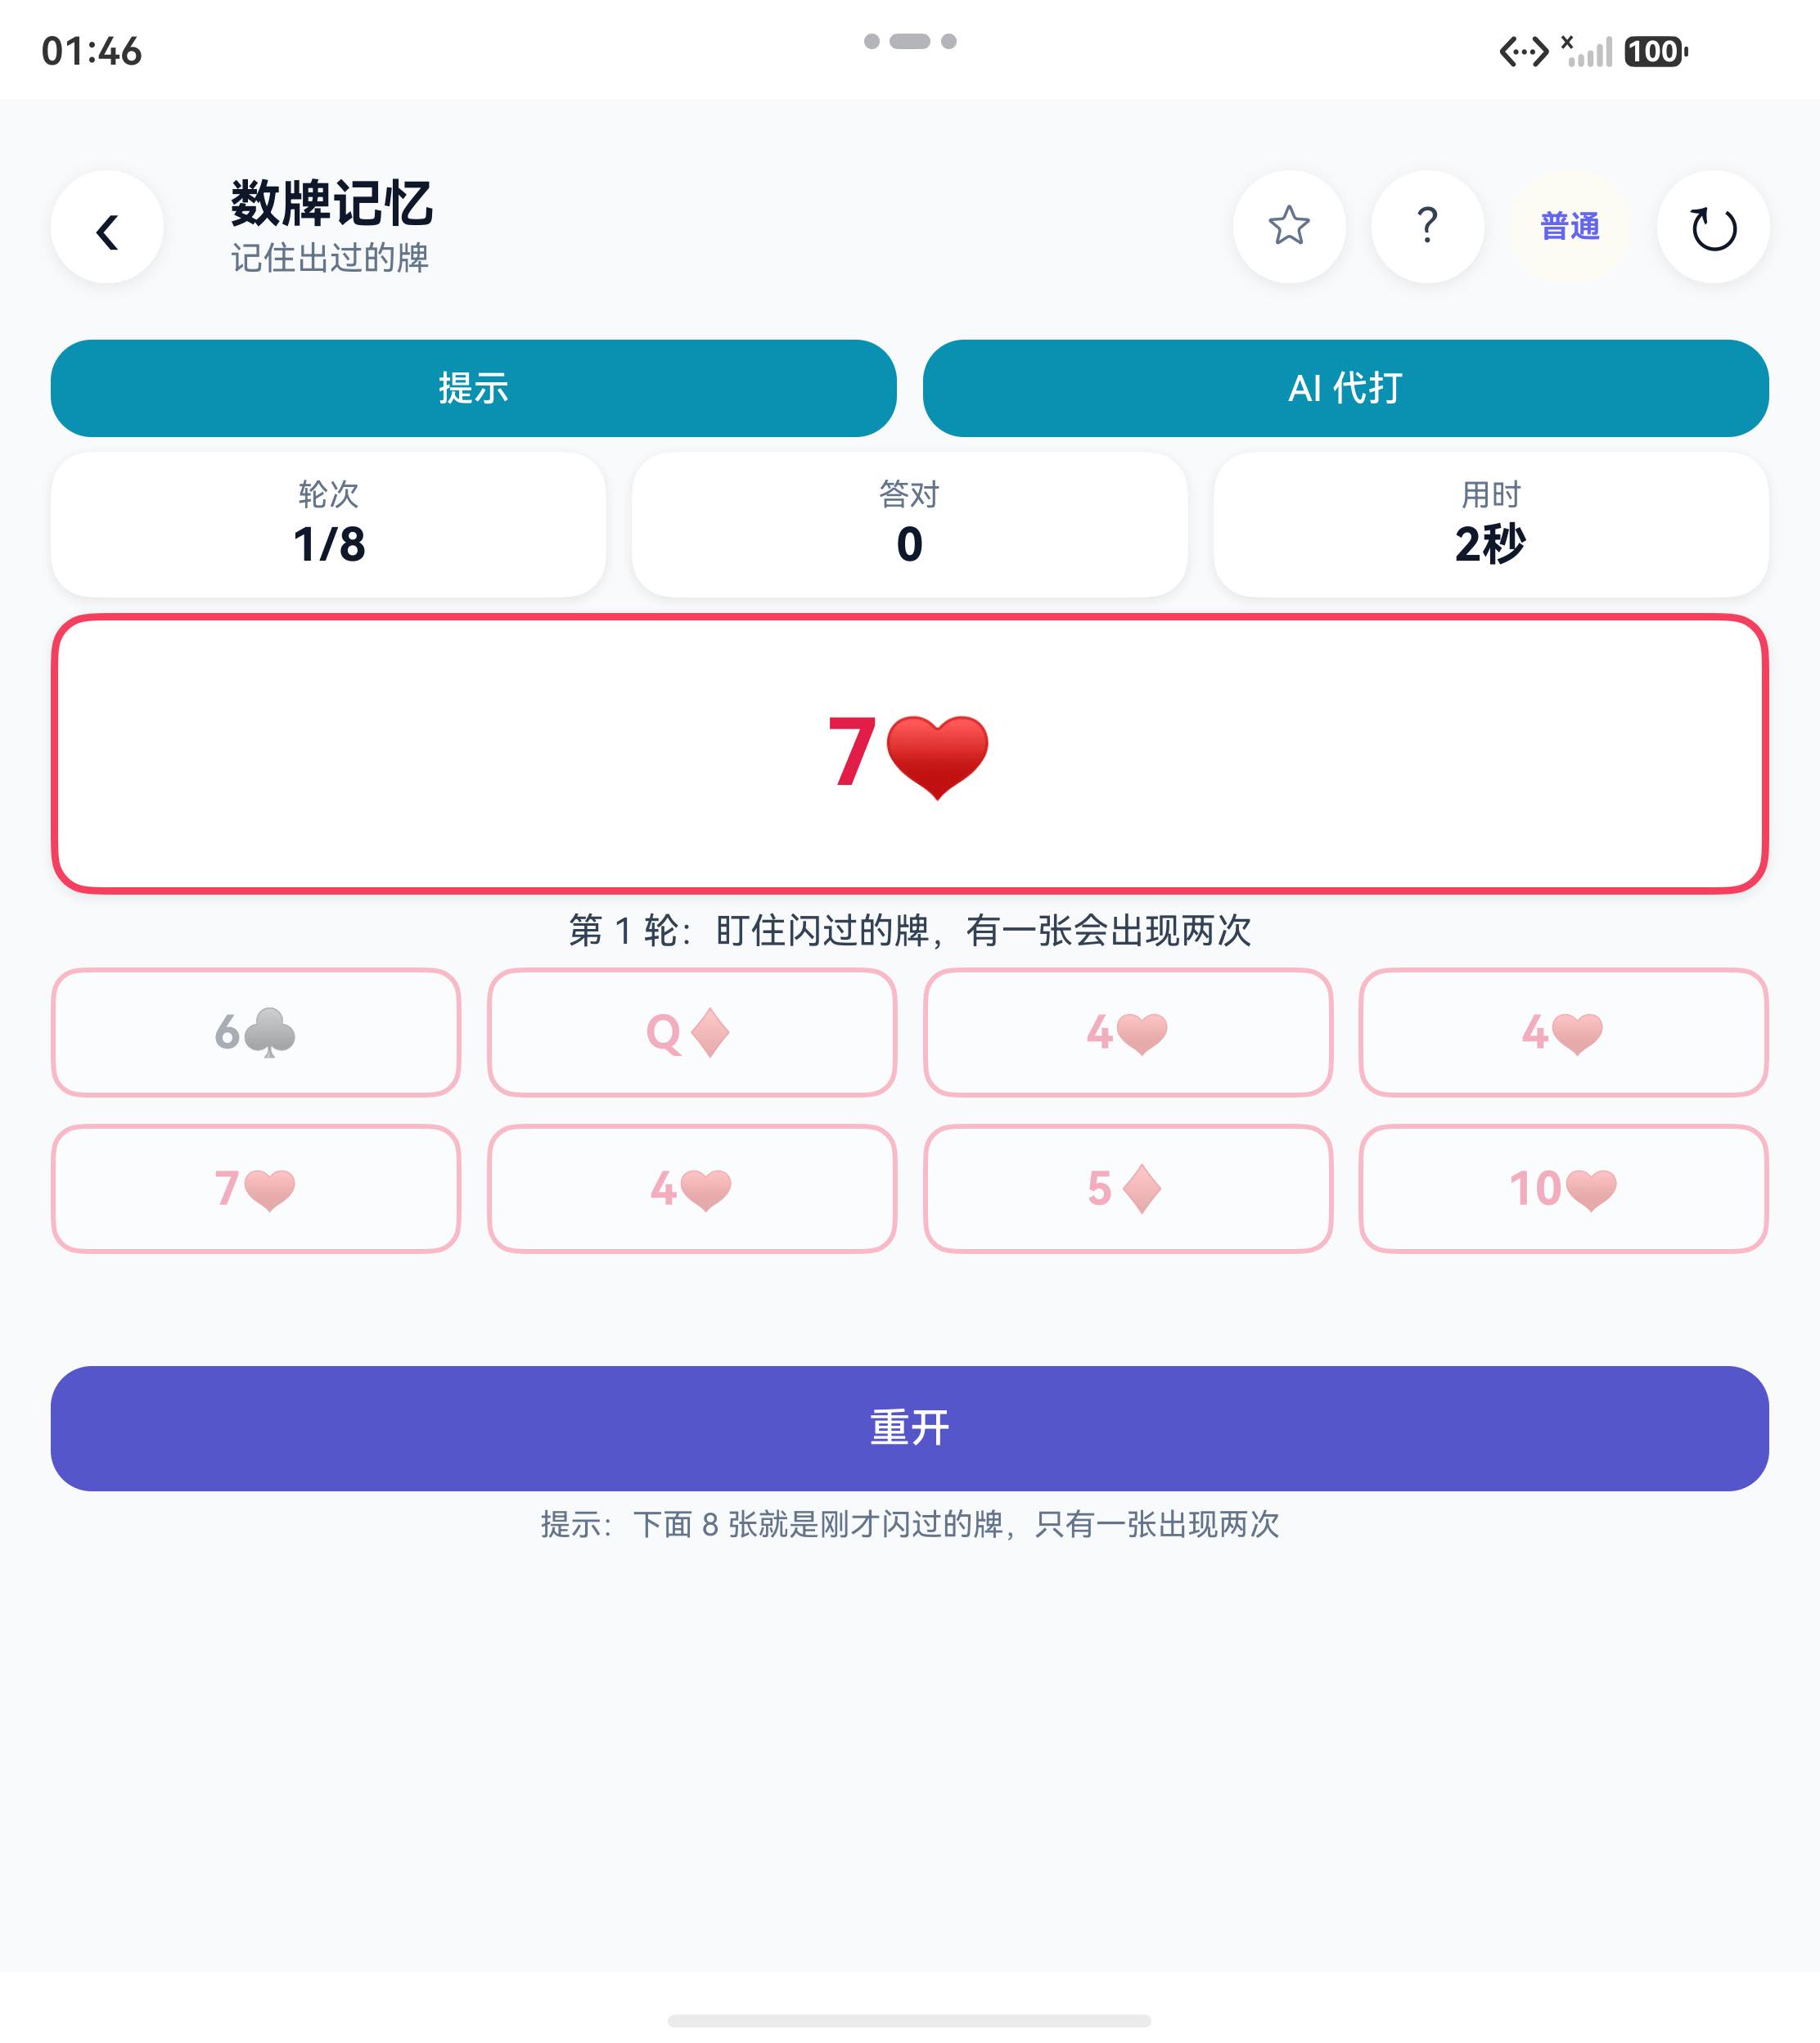 01:46
100
数牌记忆
记住出过的牌
?
普通
提示
AI 代打
轮次
1/8
答对
0
用时
2秒
7♥
第 1 轮：盯住闪过的牌，有一张会出现两次
6♣
Q♦
4♥
4♥
7♥
4♥
5♦
10♥
重开
提示：下面 8 张就是刚才闪过的牌，只有一张出现两次